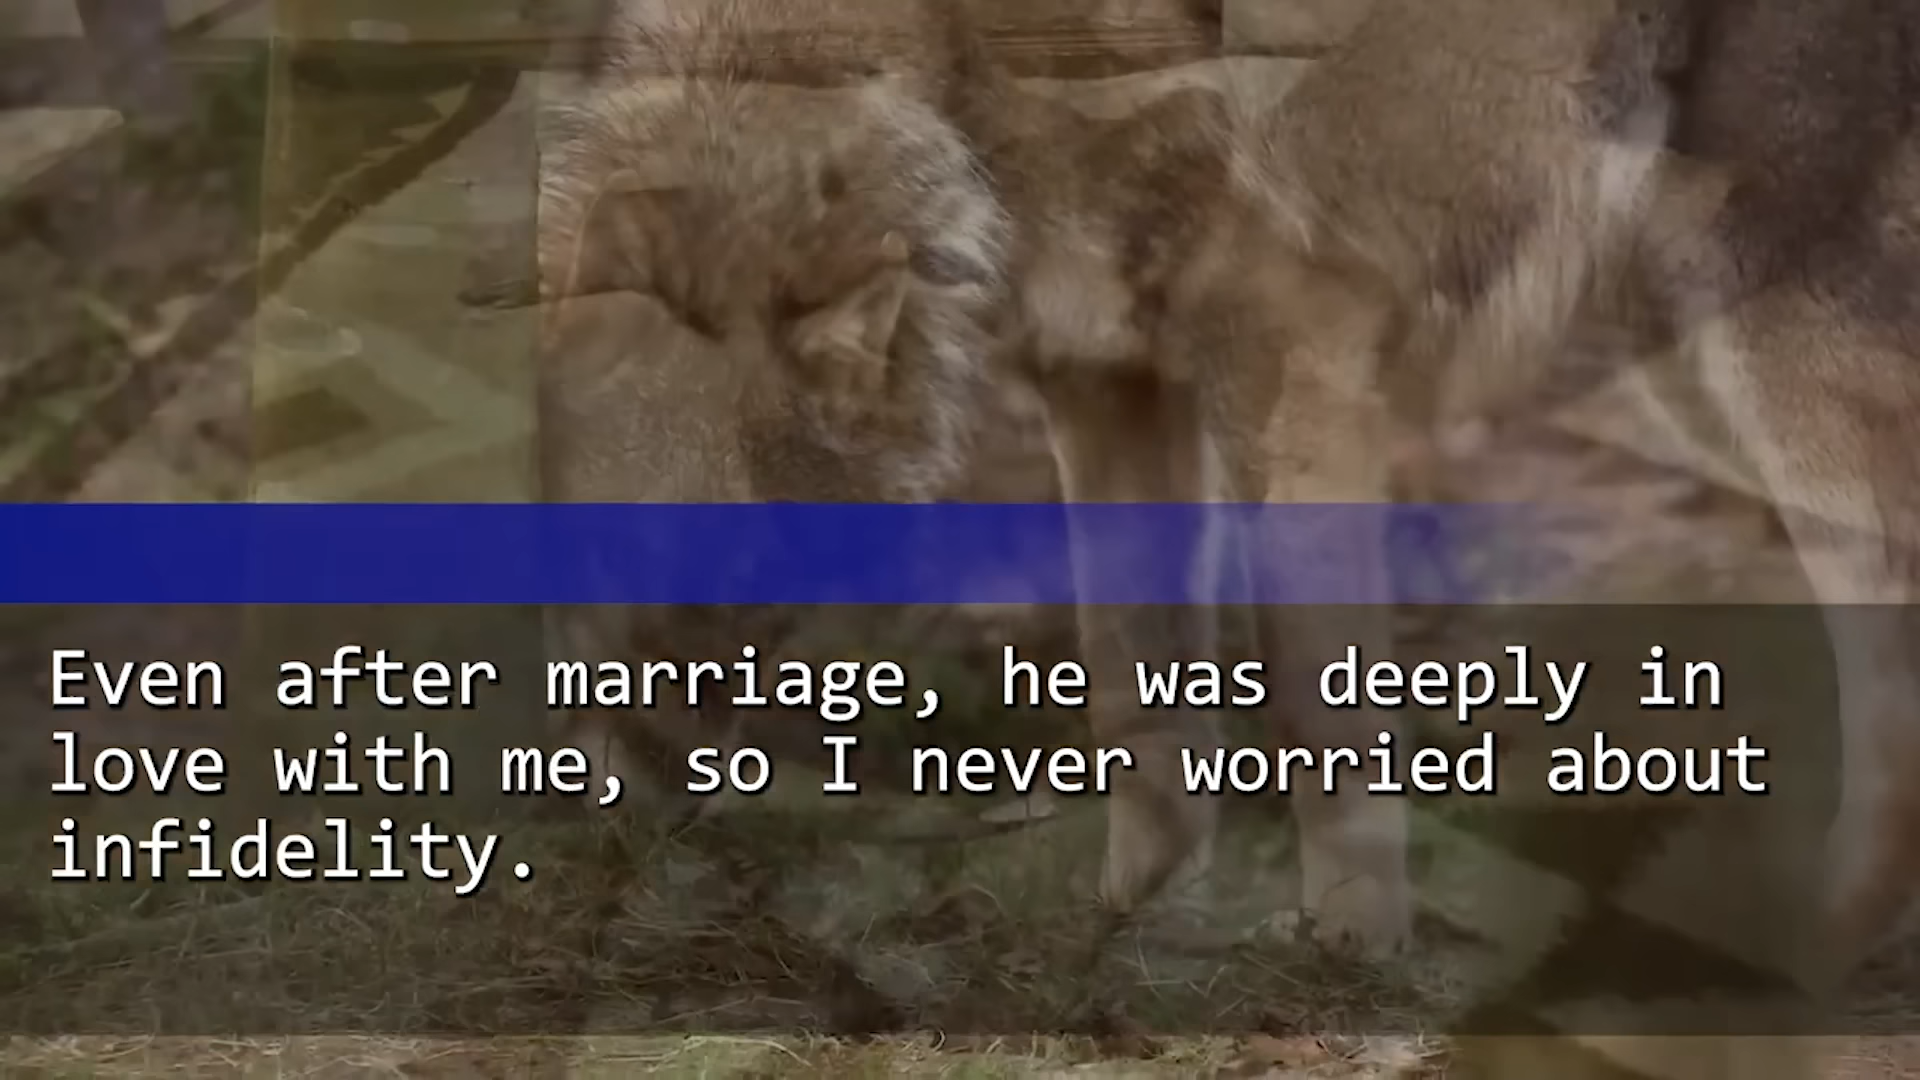 Even after marriage, he was deeply in
love with me, so I never worried about
infidelity.